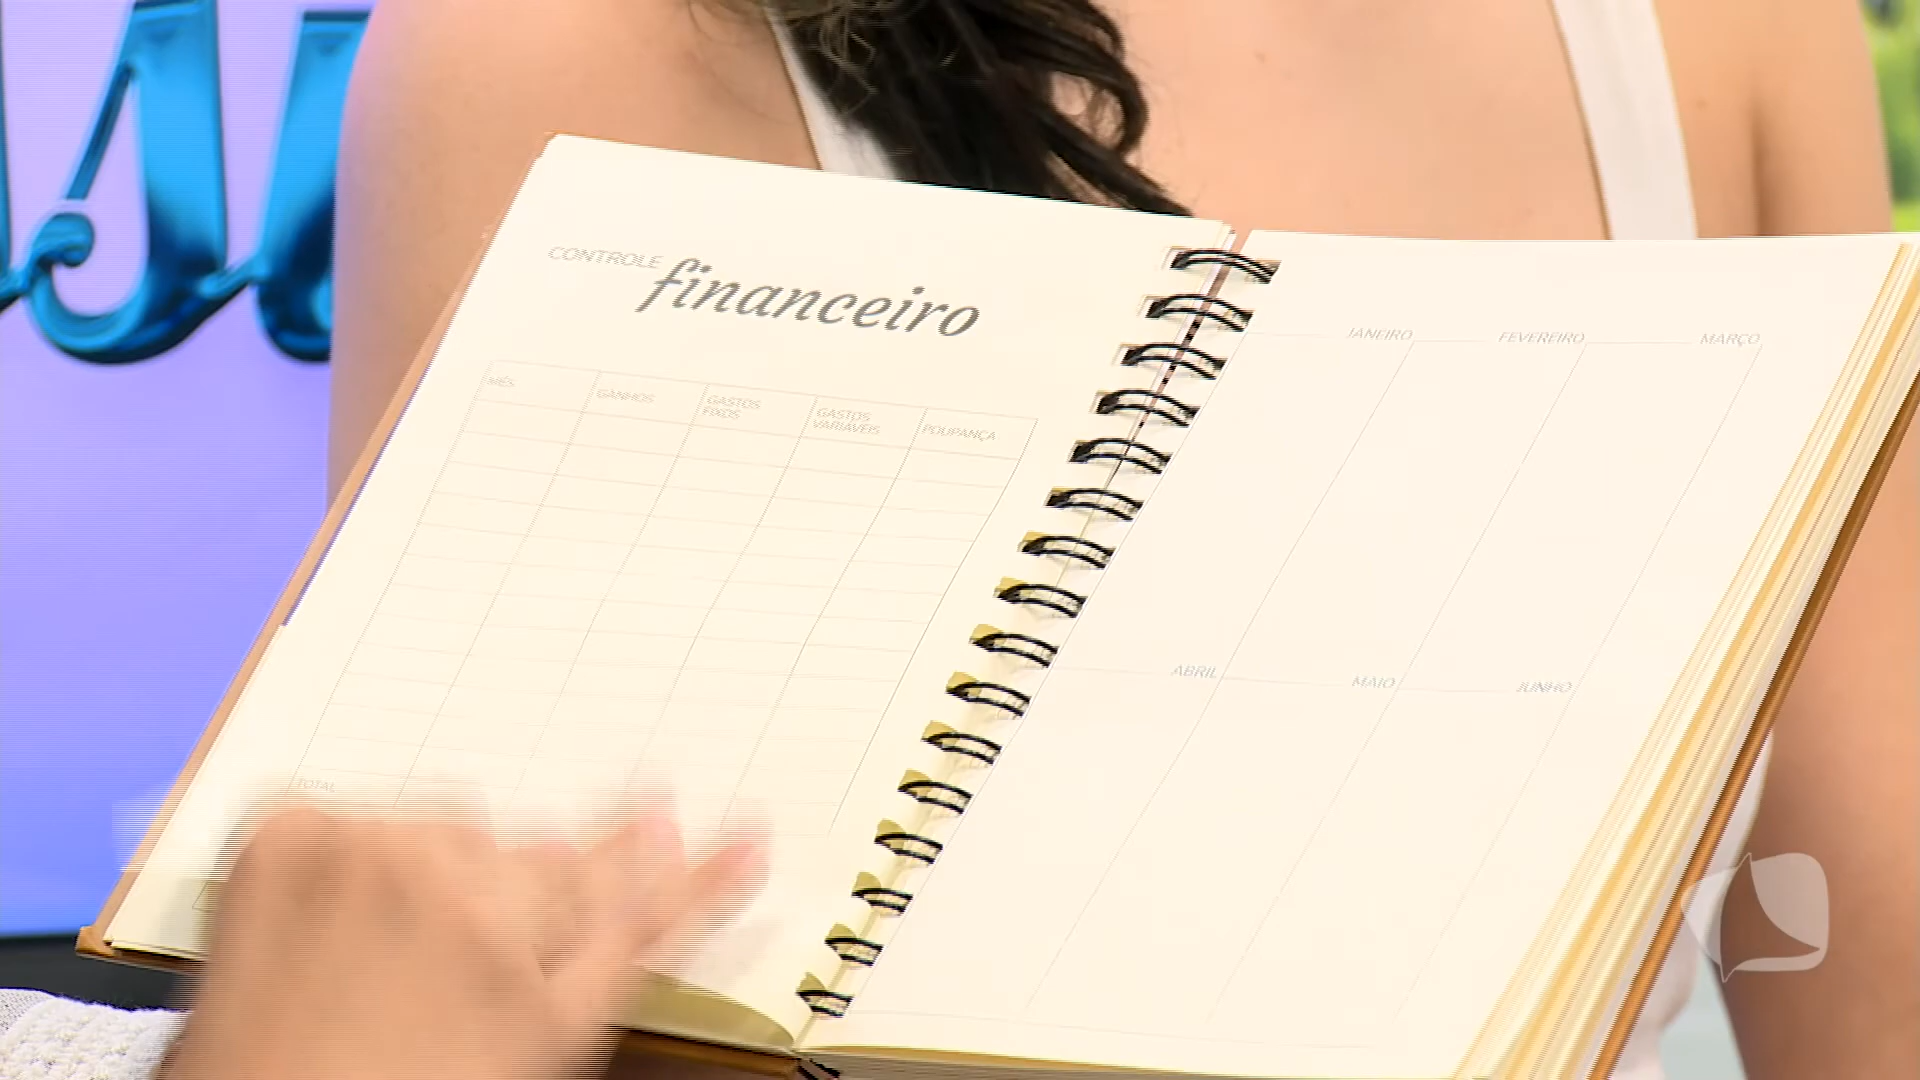 CONTROLE
financeiro
MÊS GANHOS GASTOS FIXOS GASTOS VARIÁVEIS POUPANÇA
TOTAL
JANEIRO FEVEREIRO MARÇO
ABRIL MAIO JUNHO